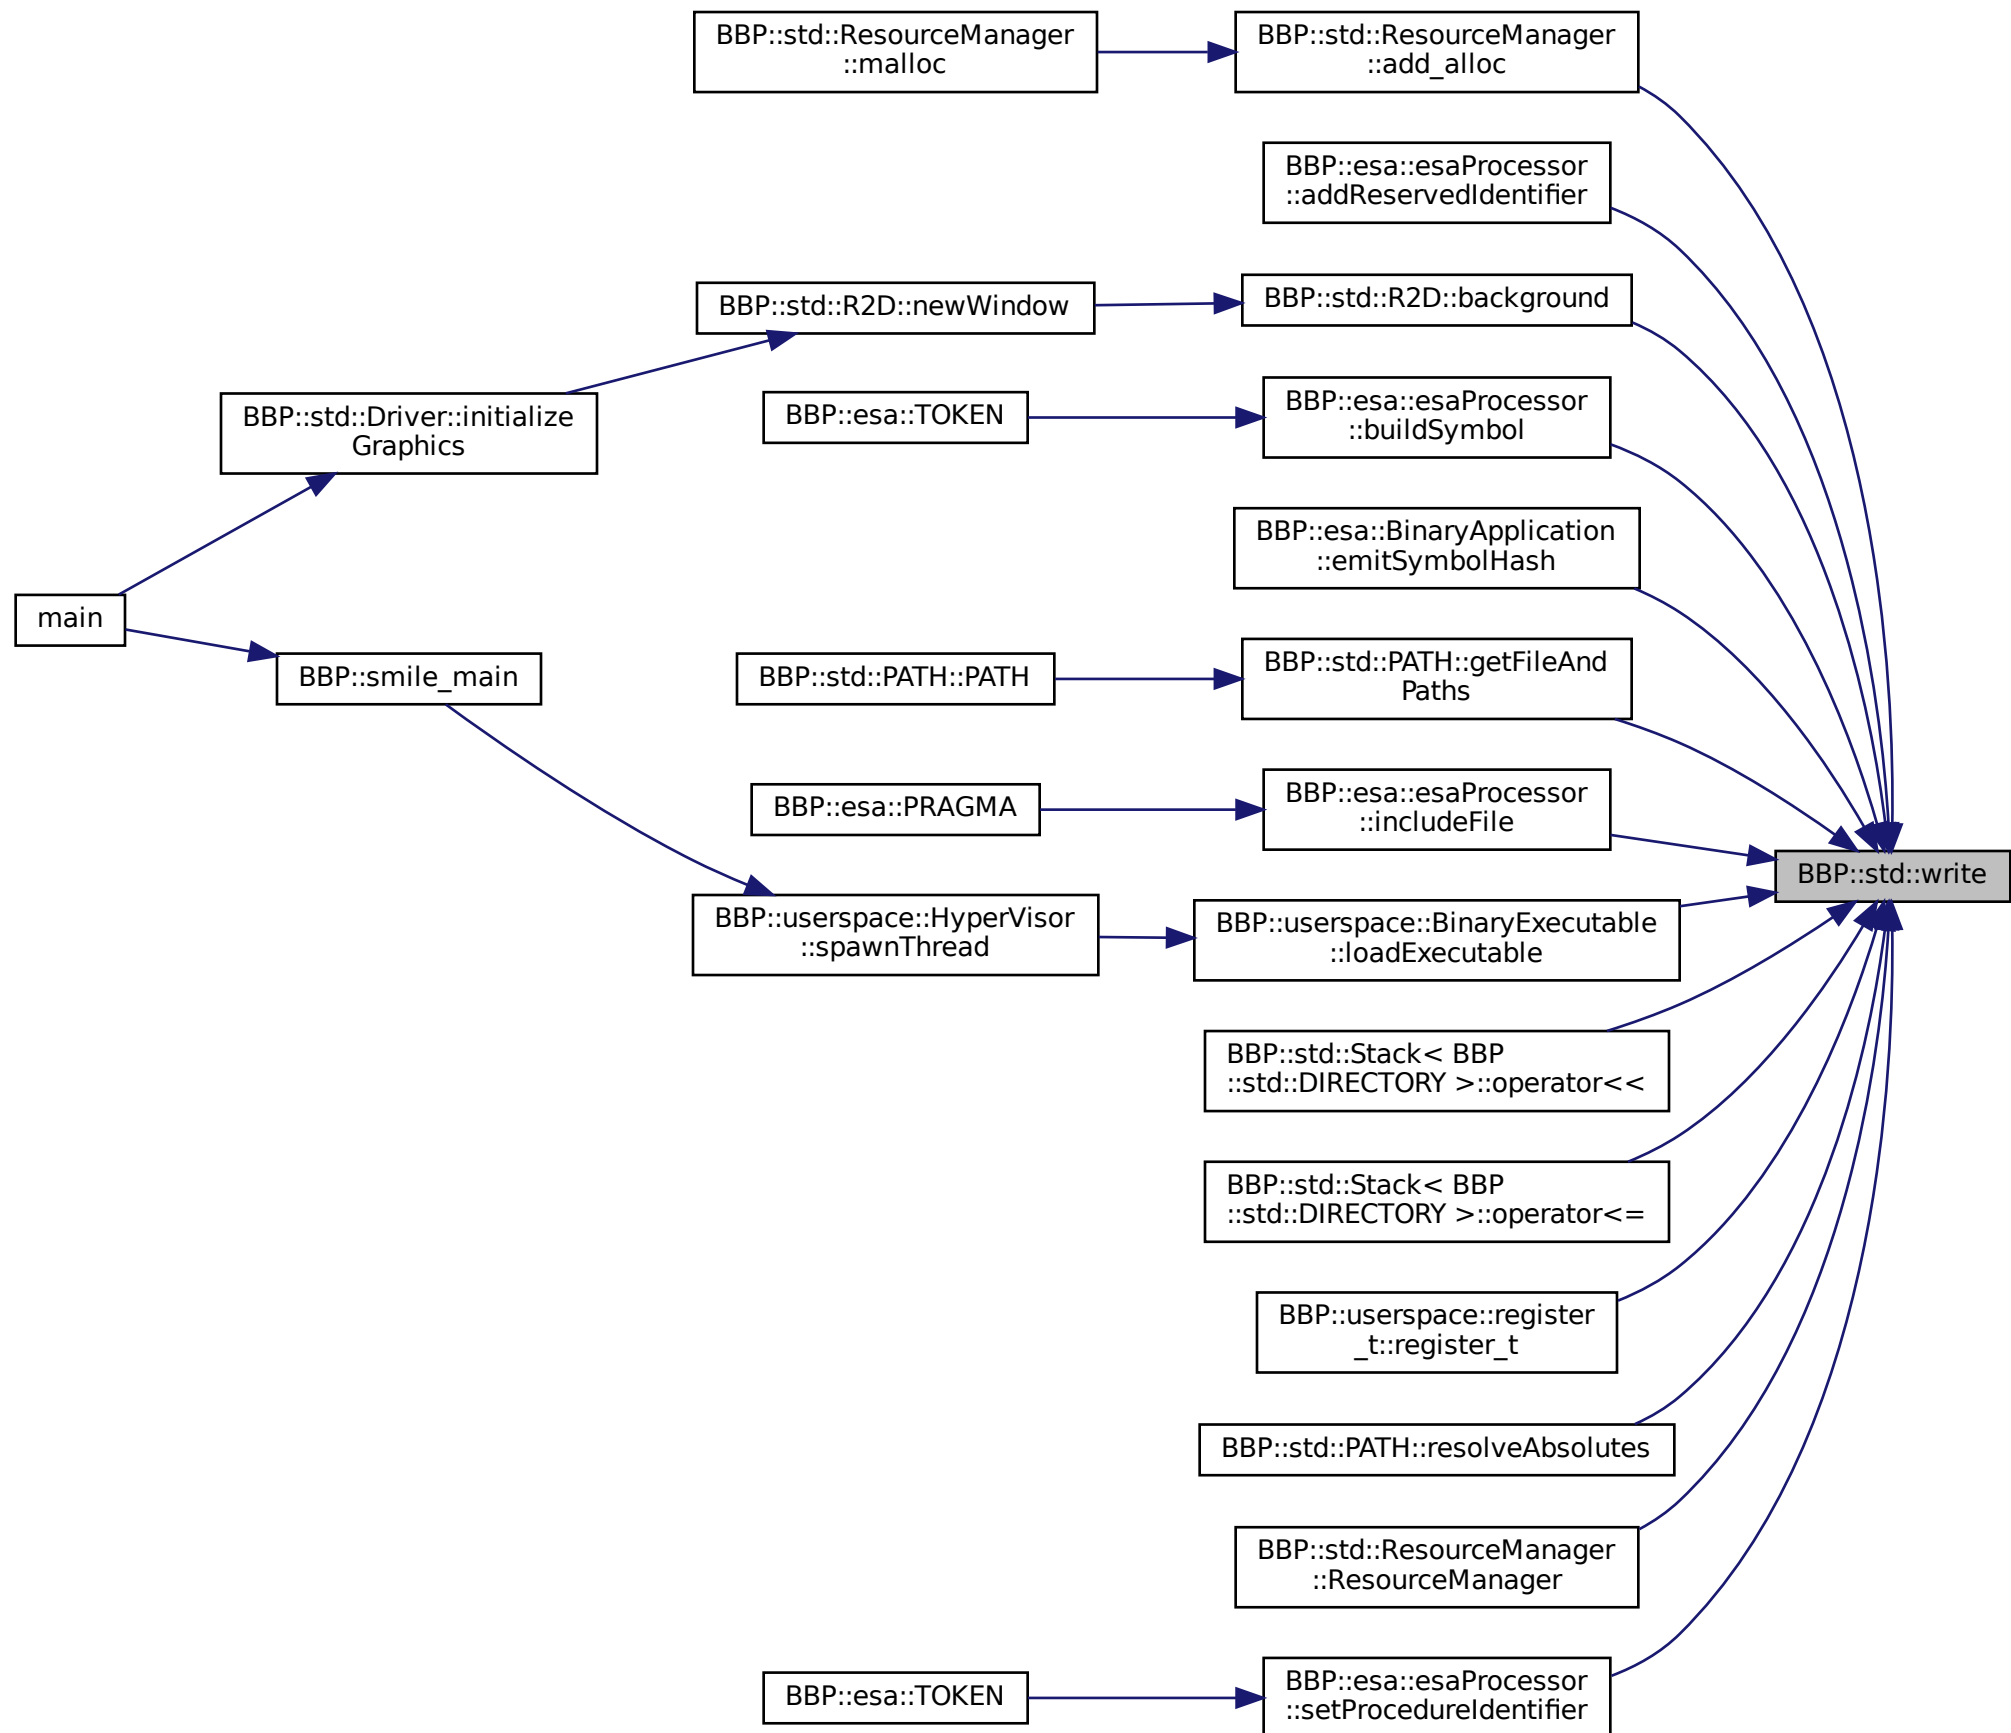 BBP::std::ResourceManager
::malloc
BBP::std::ResourceManager
::add_alloc
BBP::esa::esaProcessor
::addReservedIdentifier
BBP::std::R2D::newWindow
BBP::std::R2D::background
BBP::std::Driver::initialize
Graphics
BBP::esa::TOKEN
BBP::esa::esaProcessor
::buildSymbol
BBP::esa::BinaryApplication
::emitSymbolHash
main
BBP::smile_main
BBP::std::PATH::PATH
BBP::std::PATH::getFileAnd
Paths
BBP::esa::PRAGMA
BBP::esa::esaProcessor
::includeFile
BBP::std::write
BBP::userspace::HyperVisor
::spawnThread
BBP::userspace::BinaryExecutable
::loadExecutable
BBP::std::Stack< BBP
::std::DIRECTORY >::operator<<
BBP::std::Stack< BBP
::std::DIRECTORY >::operator<=
BBP::userspace::register
_t::register_t
BBP::std::PATH::resolveAbsolutes
BBP::std::ResourceManager
::ResourceManager
BBP::esa::TOKEN
BBP::esa::esaProcessor
::setProcedureIdentifier